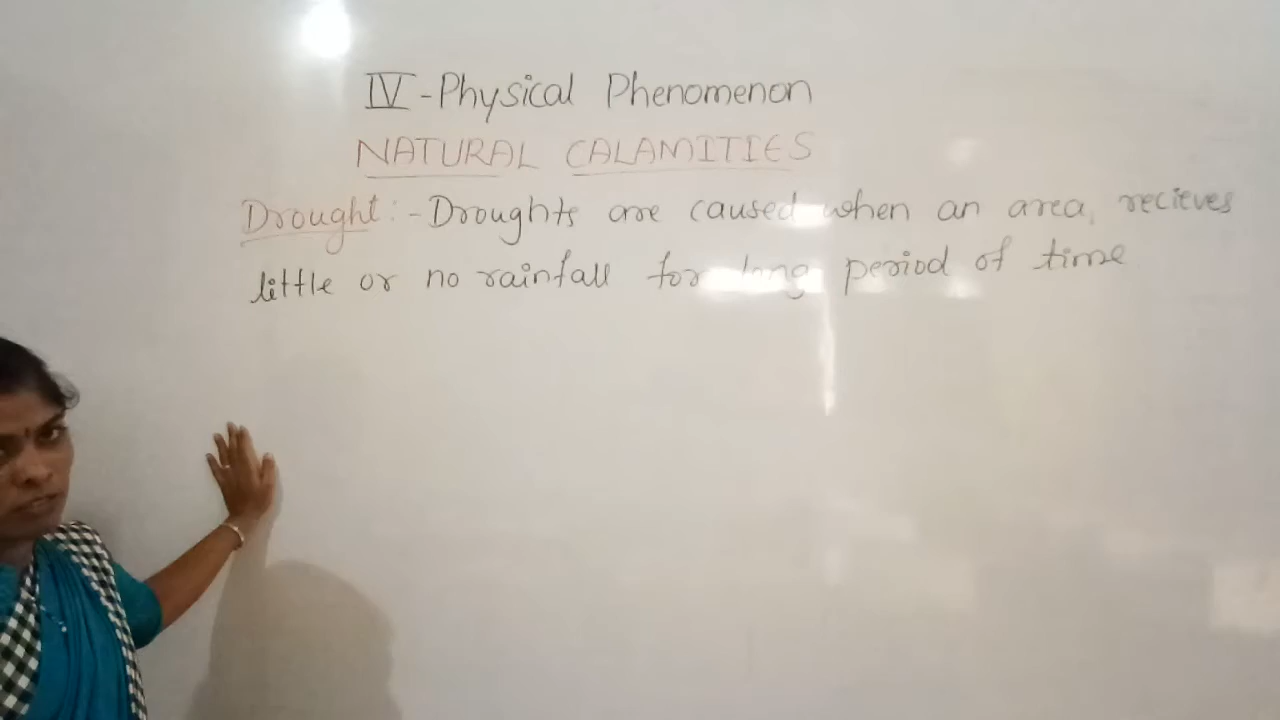 IV - Physical Phenomenon
NATURAL CALAMITIES
Drought :- Droughts are caused when an area, recieves
little or no rainfall for long period of time